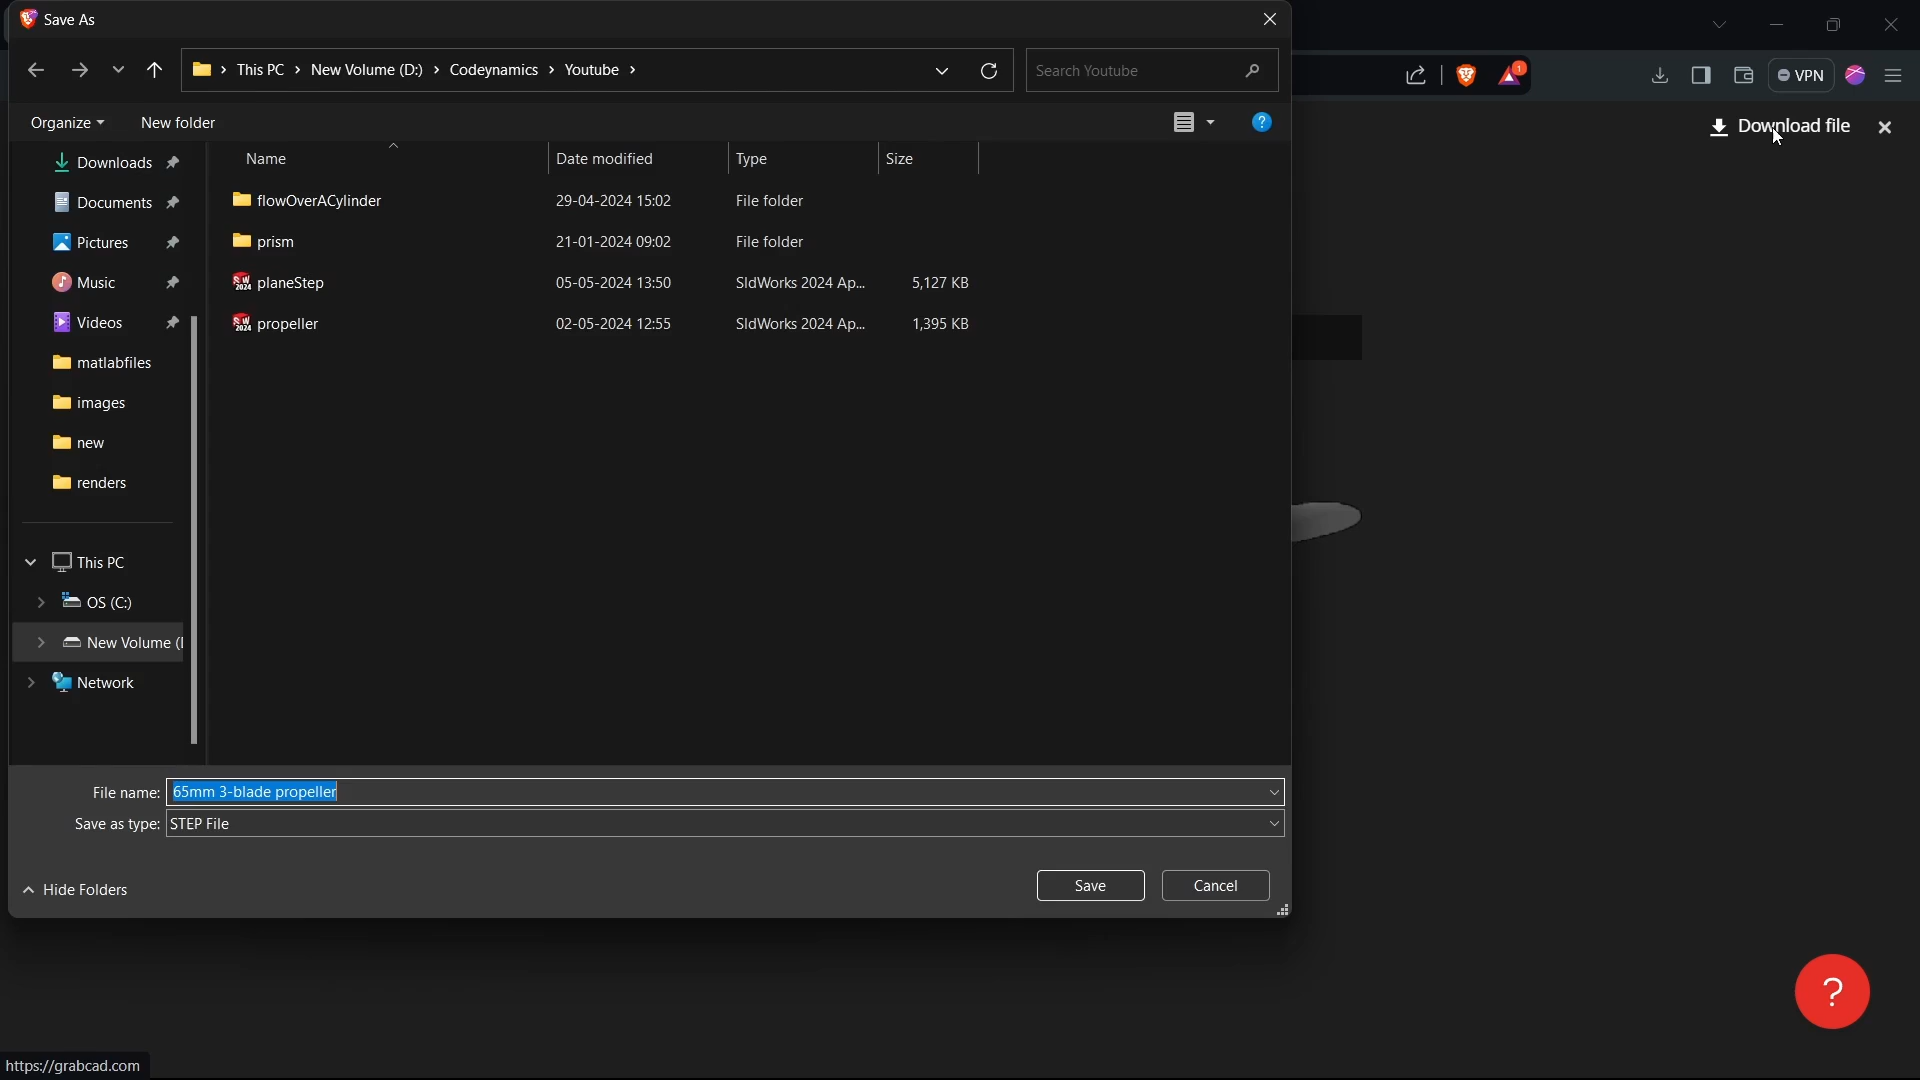 Save As
This PC > New Volume (D:) > Codeynamics > Youtube >
Search Youtube
VPN
1
Organize
New folder
?
Download file
Name
Date modified
Type
Size
Downloads
Documents
Pictures
Music
Videos
matlabfiles
images
new
renders
This PC
OS (C:)
New Volume (
Network
flowOverACylinder 29-04-2024 15:02 File folder
prism 21-01-2024 09:02 File folder
planeStep 05-05-2024 13:50 SldWorks 2024 Ap... 5,127 KB
propeller 02-05-2024 12:55 SldWorks 2024 Ap... 1,395 KB
File name: 65mm 3-blade propeller
Save as type: STEP File
Hide Folders
Save
Cancel
?
https://grabcad.com